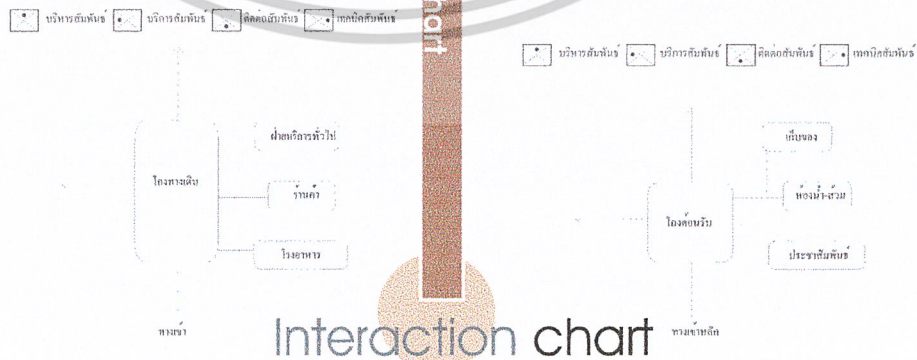 บริหารสัมพันธ์ บริการสัมพันธ์ ติดต่อสัมพันธ์ เทคนิคสัมพันธ์
hart
บริหารสัมพันธ์ บริการสัมพันธ์ ติดต่อสัมพันธ์ เทคนิคสัมพันธ์
ฝ่ายบริการทั่วไป
โถงทางเดิน
ร้านค้า
โรงอาหาร
ทางเข้า
เก็บของ
ห้องน้ำ-ส้วม
โถงต้อนรับ
ประชาสัมพันธ์
ทางเข้าหลัก
Interaction chart